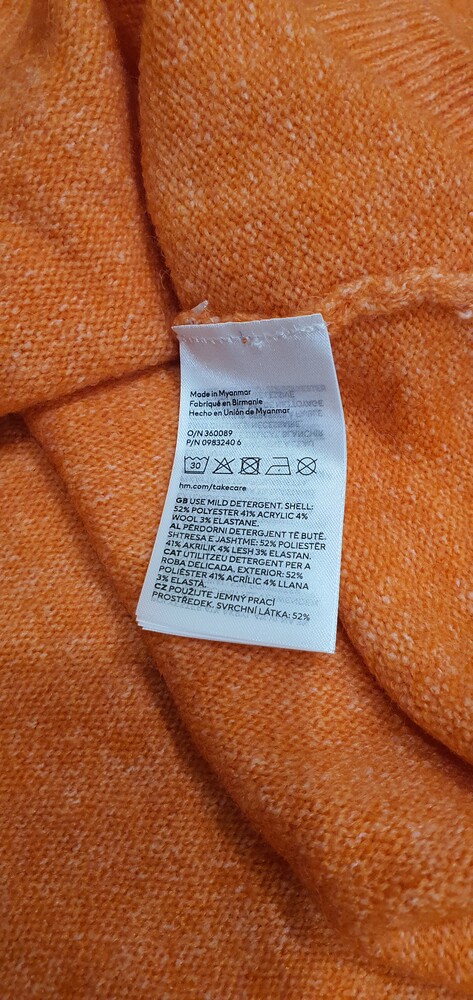 Made in Myanmar
Fabriqué en Birmanie
Hecho en Unión de Myanmar
O/N 360089
P/N 0983240 6
30
hm.com/takecare
GB USE MILD DETERGENT. SHELL:
52% POLYESTER 41% ACRYLIC 4%
WOOL 3% ELASTANE.
AL PËRDORNI DETERGJENT TË BUTË.
SHTRESA E JASHTME: 52% POLIESTËR
41% AKRILIK 4% LESH 3% ELASTAN.
CAT UTILITZEU DETERGENT PER A
ROBA DELICADA. EXTERIOR: 52%
POLIÈSTER 41% ACRÍLIC 4% LLANA
3% ELASTÀ.
CZ POUŽIJTE JEMNÝ PRACÍ
PROSTŘEDEK. SVRCHNÍ LÁTKA: 52%